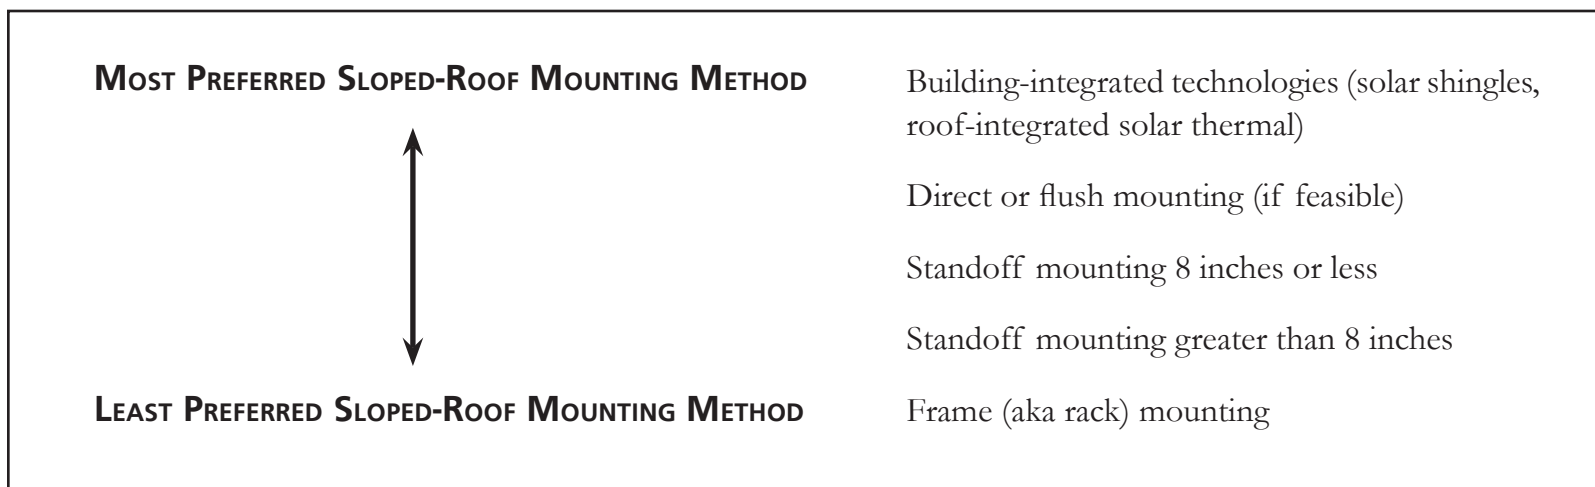 Most Preferred Sloped-Roof Mounting Method
Building-integrated technologies (solar shingles,
roof-integrated solar thermal)
Direct or flush mounting (if feasible)
Standoff mounting 8 inches or less
Standoff mounting greater than 8 inches
Least Preferred Sloped-Roof Mounting Method
Frame (aka rack) mounting